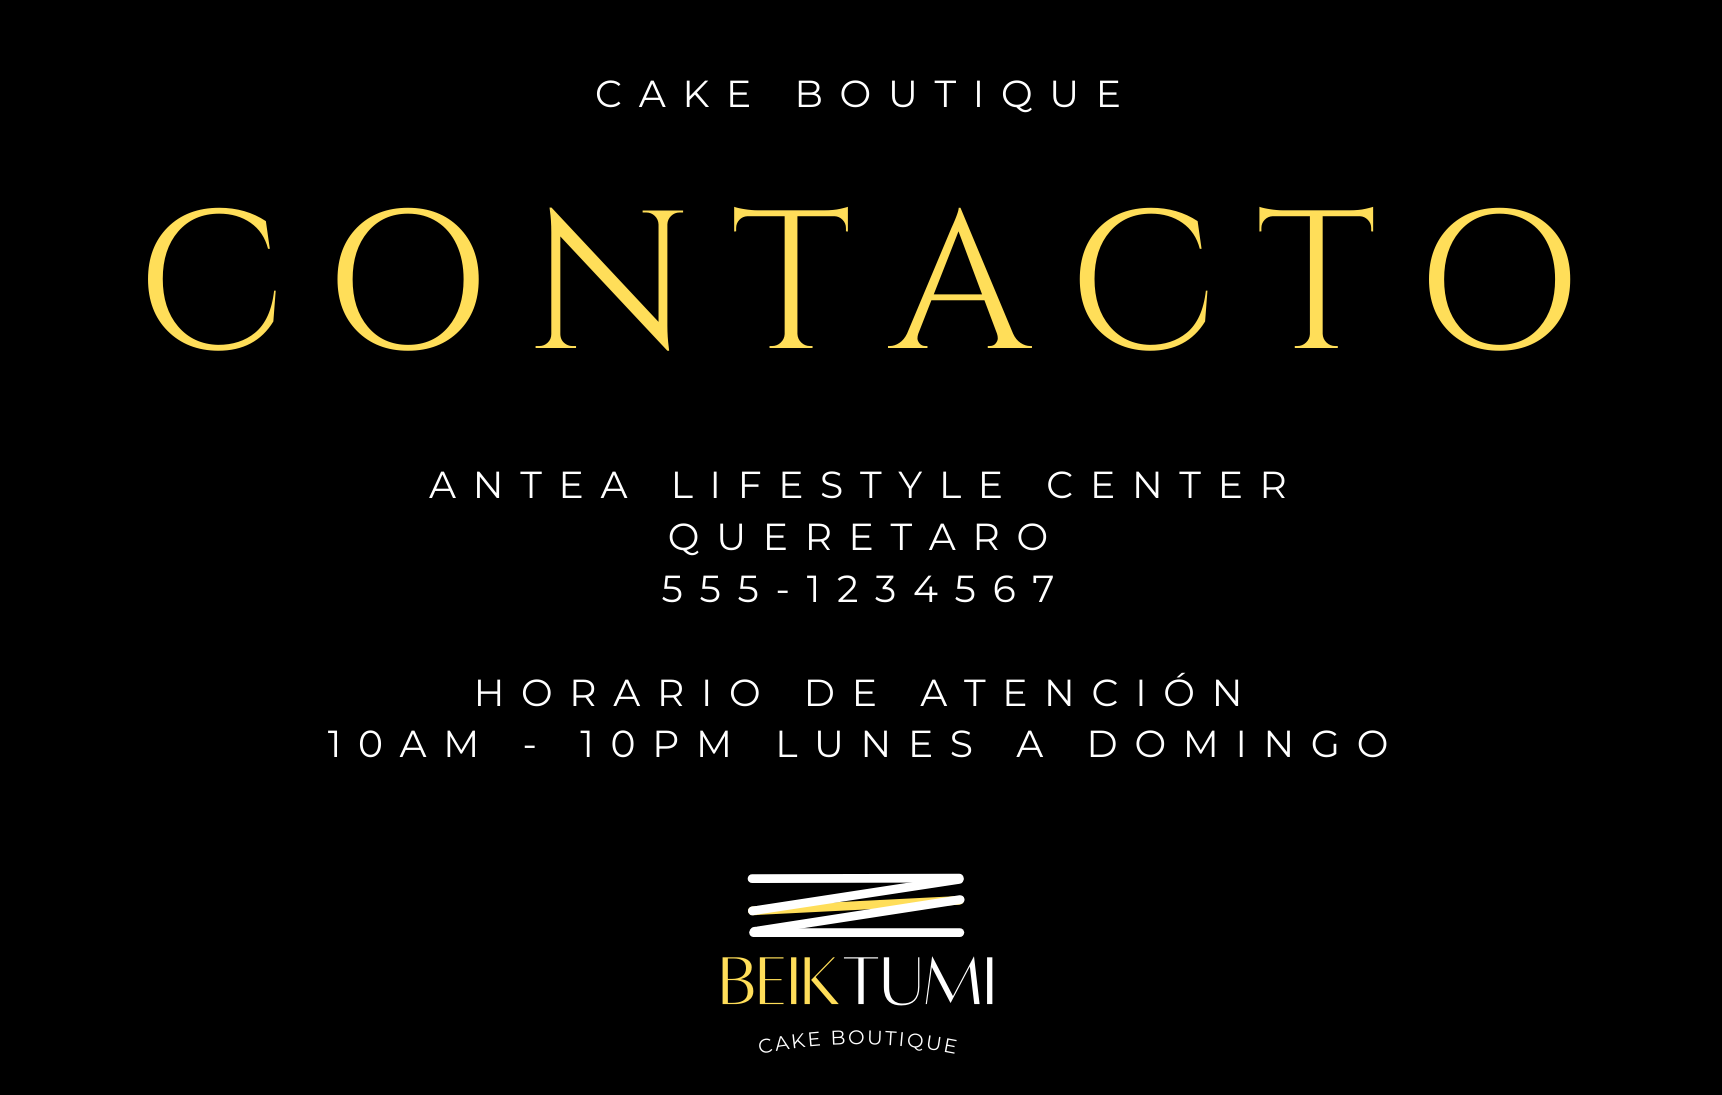 CAKE BOUTIQUE
CONTACTO
ANTEA LIFESTYLE CENTER
QUERETARO
555-1234567
HORARIO DE ATENCIÓN
10AM - 10PM LUNES A DOMINGO
BEIKTUMI
CAKE BOUTIQUE